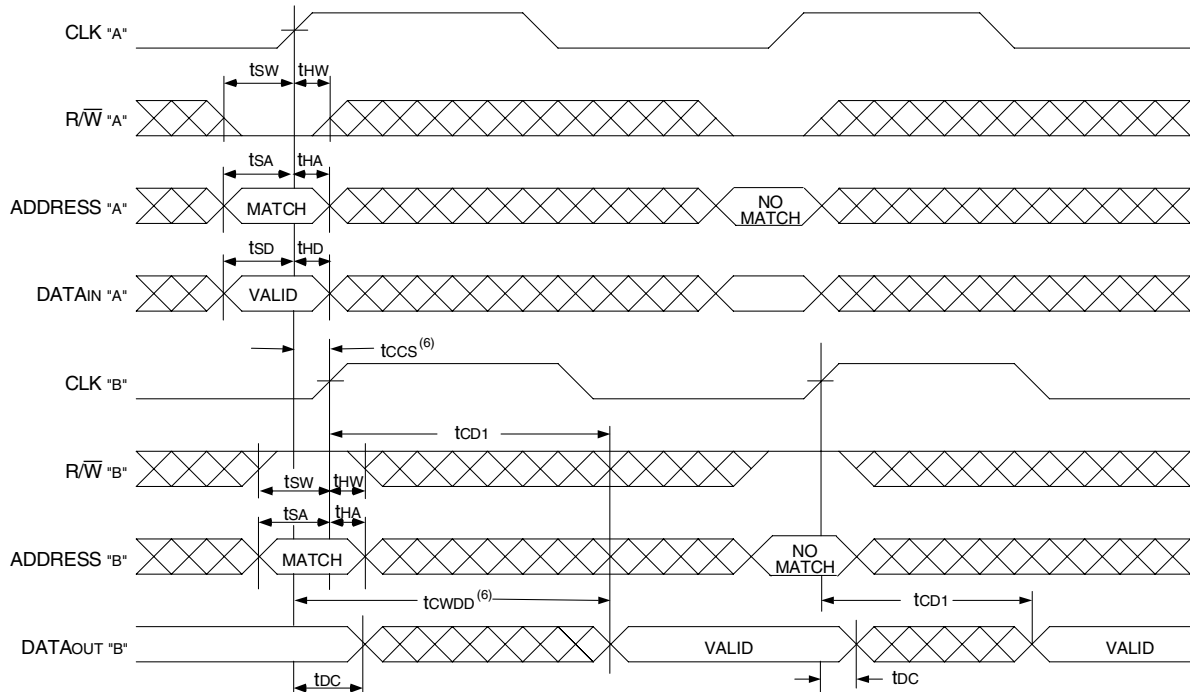 CLK "A"
tSW tHW
R/W̅ "A"
tSA tHA
ADDRESS "A" MATCH NO MATCH
tSD tHD
DATAIN "A" VALID
tCCS(6)
CLK "B"
tCD1
R/W̅ "B"
tSW tHW
tSA tHA
ADDRESS "B" MATCH NO MATCH
tCWDD(6) tCD1
DATAOUT "B" VALID VALID
tDC tDC